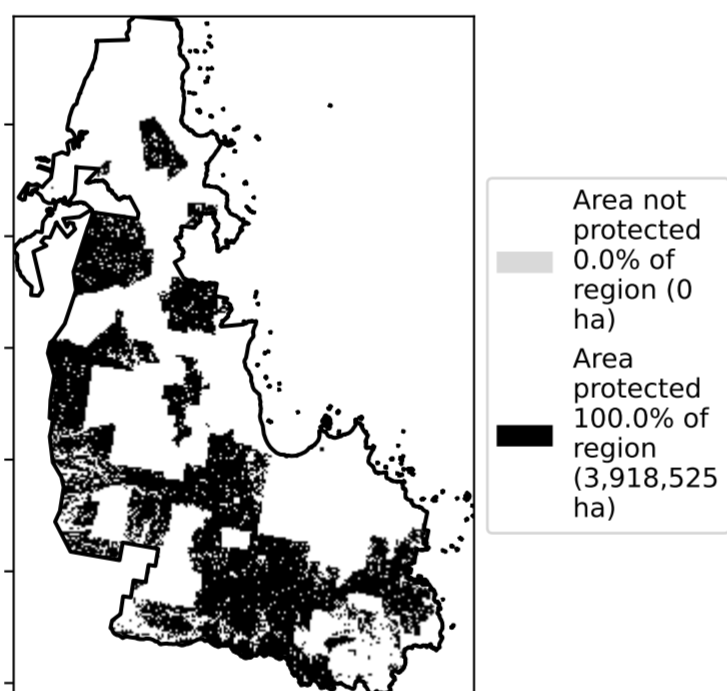 Area not
protected
0.0% of
region (0
ha)
Area
protected
100.0% of
region
(3,918,525
ha)